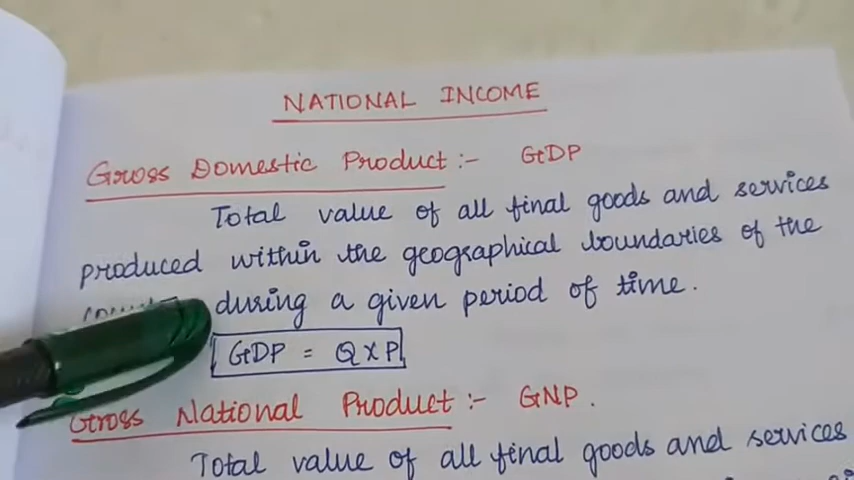 NATIONAL INCOME
Gross Domestic Product :- GDP
Total value of all final goods and services
produced within the geographical boundaries of the
during a given period of time.
GDP = Q X P
Gross National Product :- GNP.
Total value of all final goods and services